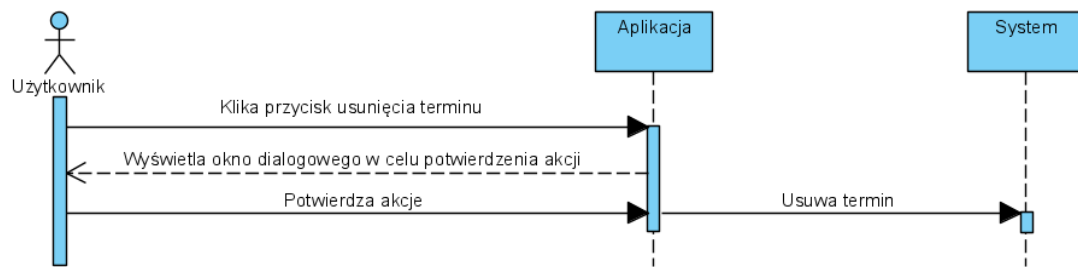 Aplikacja
System
Użytkownik
Klika przycisk usunięcia terminu
Wyświetla okno dialogowego w celu potwierdzenia akcji
Potwierdza akcje
Usuwa termin